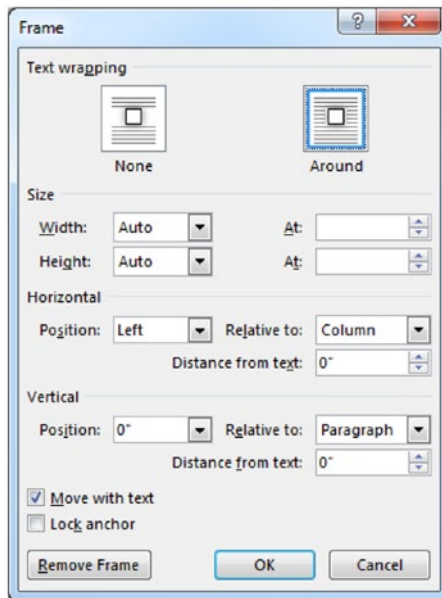 Frame
Text wrapping
None Around
Size
Width: Auto At:
Height: Auto At:
Horizontal
Position: Left Relative to: Column
Distance from text: 0"
Vertical
Position: 0" Relative to: Paragraph
Distance from text: 0"
Move with text
Lock anchor
Remove Frame OK Cancel